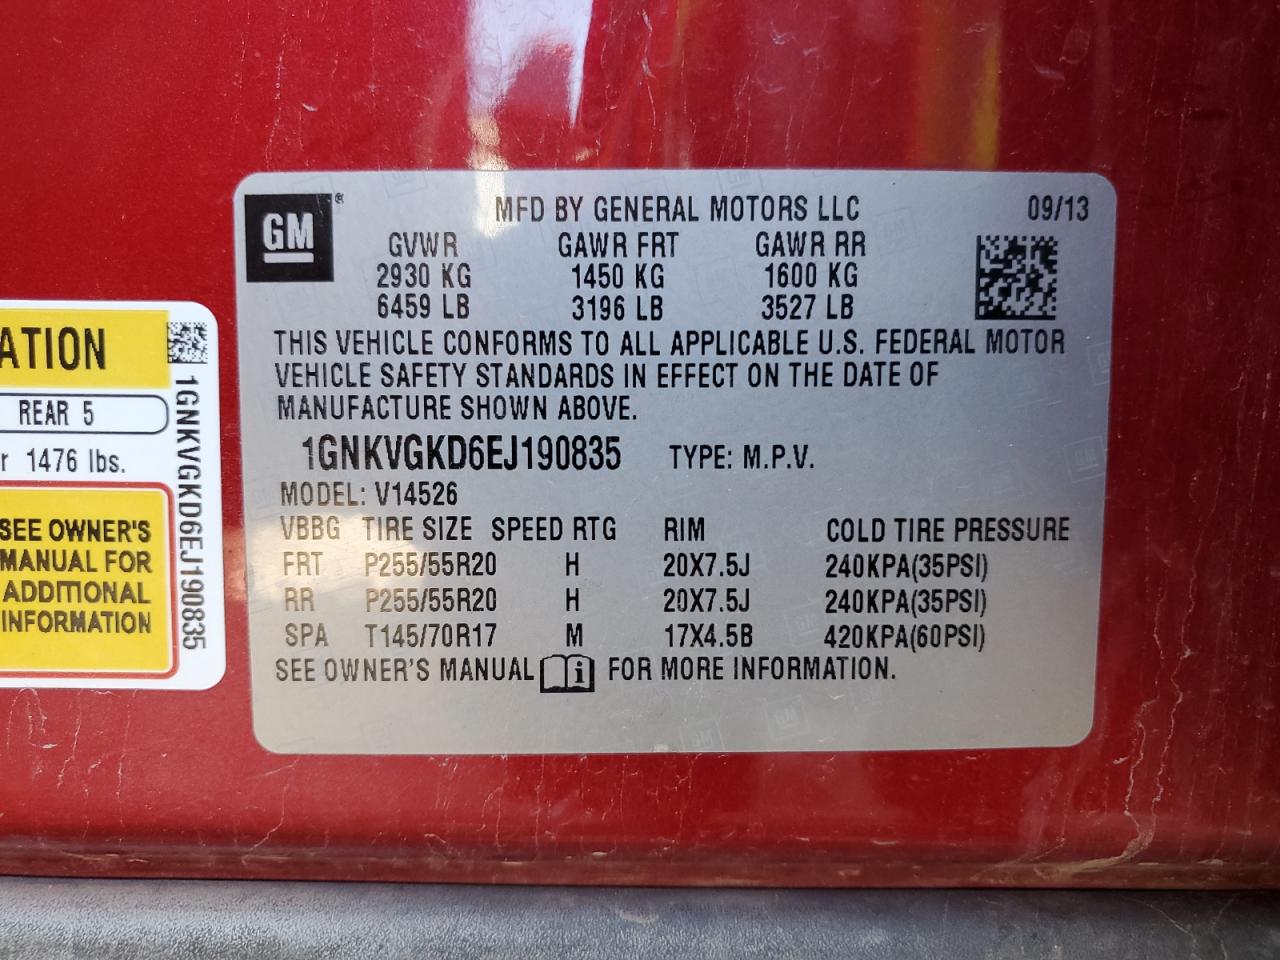 GM
®
MFD BY GENERAL MOTORS LLC 09/13
GVWR GAWR FRT GAWR RR
2930 KG 1450 KG 1600 KG
6459 LB 3196 LB 3527 LB
THIS VEHICLE CONFORMS TO ALL APPLICABLE U.S. FEDERAL MOTOR
VEHICLE SAFETY STANDARDS IN EFFECT ON THE DATE OF
MANUFACTURE SHOWN ABOVE.
1GNKVGKD6EJ190835 TYPE: M.P.V.
MODEL: V14526
VBBG TIRE SIZE SPEED RTG RIM COLD TIRE PRESSURE
FRT P255/55R20 H 20X7.5J 240KPA(35PSI)
RR P255/55R20 H 20X7.5J 240KPA(35PSI)
SPA T145/70R17 M 17X4.5B 420KPA(60PSI)
SEE OWNER'S MANUAL i FOR MORE INFORMATION.
ATION
REAR 5
r 1476 lbs.
SEE OWNER'S
MANUAL FOR
ADDITIONAL
INFORMATION
1GNKVGKD6EJ190835